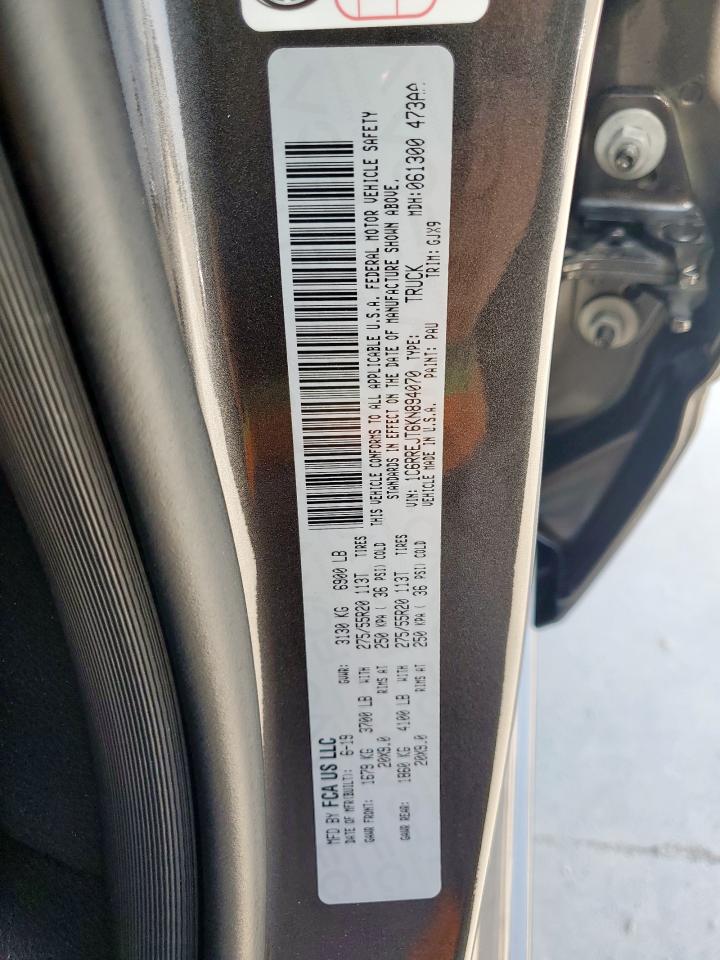 MFD BY FCA US LLC
DATE OF MFR(BUILT): 6-19 GVWR: 3130 KG 6900 LB
GAWR FRONT: 1679 KG 3700 LB WITH 275/55R20 113T TIRES
20X9.0 RIMS AT 250 KPA ( 36 PSI) COLD
GAWR REAR: 1860 KG 4100 LB WITH 275/55R20 113T TIRES
20X9.0 RIMS AT 250 KPA ( 36 PSI) COLD
THIS VEHICLE CONFORMS TO ALL APPLICABLE U.S.A. FEDERAL MOTOR VEHICLE SAFETY
STANDARDS IN EFFECT ON THE DATE OF MANUFACTURE SHOWN ABOVE.
VIN: 1C6RREJT6KN894070 TYPE: TRUCK MDH:061300 473AA
VEHICLE MADE IN U.S.A. PAINT: PAU TRIM: GJX9